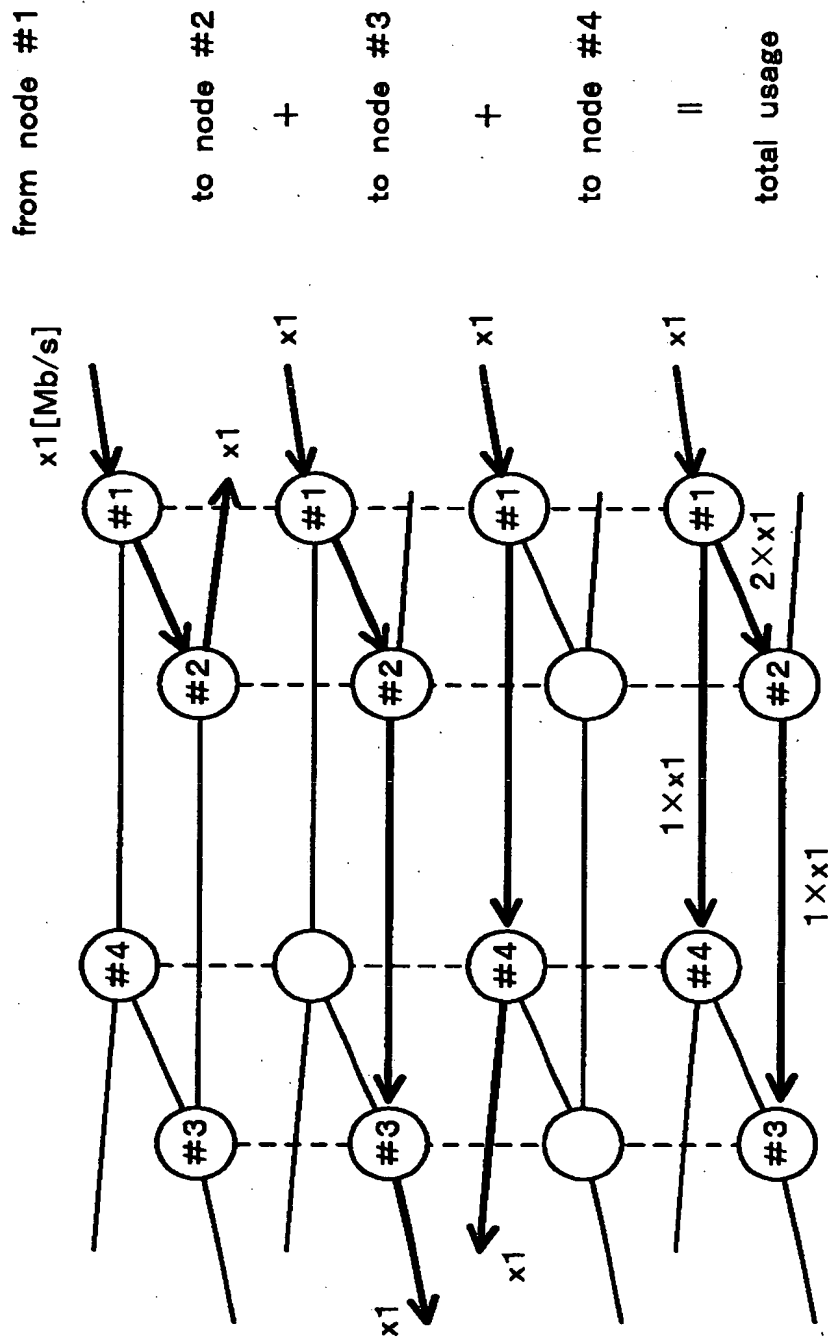 from node #1
x1[Mb/s]
#4 #1
#3 #2
to node #2
x1
x1
+
#1
x1
#3 #2
to node #3
x1
+
#4 #1
x1
to node #4
x1
=
1×x1
#4 #1
2×x1
#3 #2
total usage
1×x1